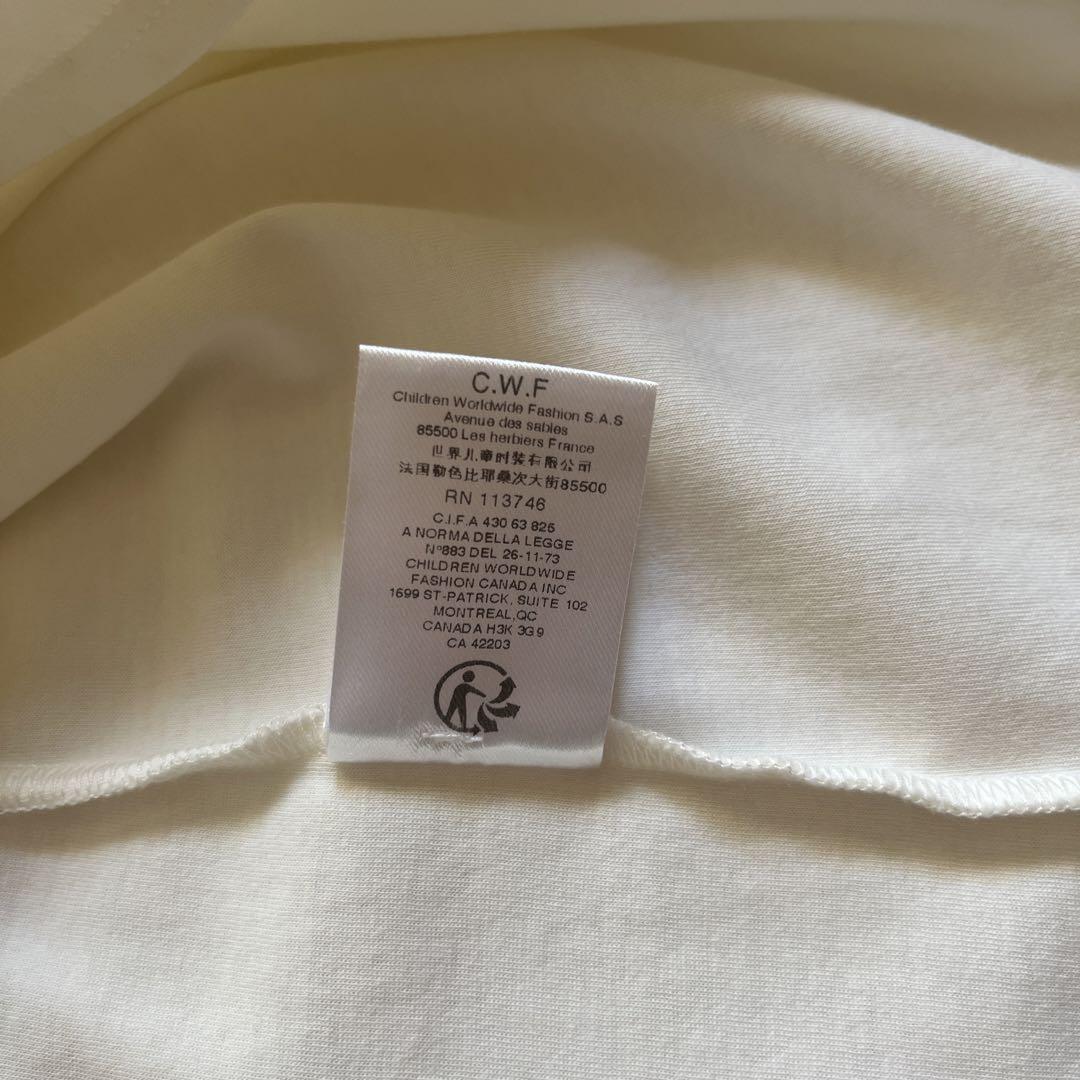 C.W.F
Children Worldwide Fashion S.A.S
Avenue des sables
85500 Les herbiers France
世界儿童时装有限公司
法国勒色比耶桑次大街85500
RN 113746
C.I.F.A 430 63 825
A NORMA DELLA LEGGE
N°883 DEL 26-11-73
CHILDREN WORLDWIDE
FASHION CANADA INC
1699 ST-PATRICK, SUITE 102
MONTREAL,QC
CANADA H3K 3G9
CA 42203